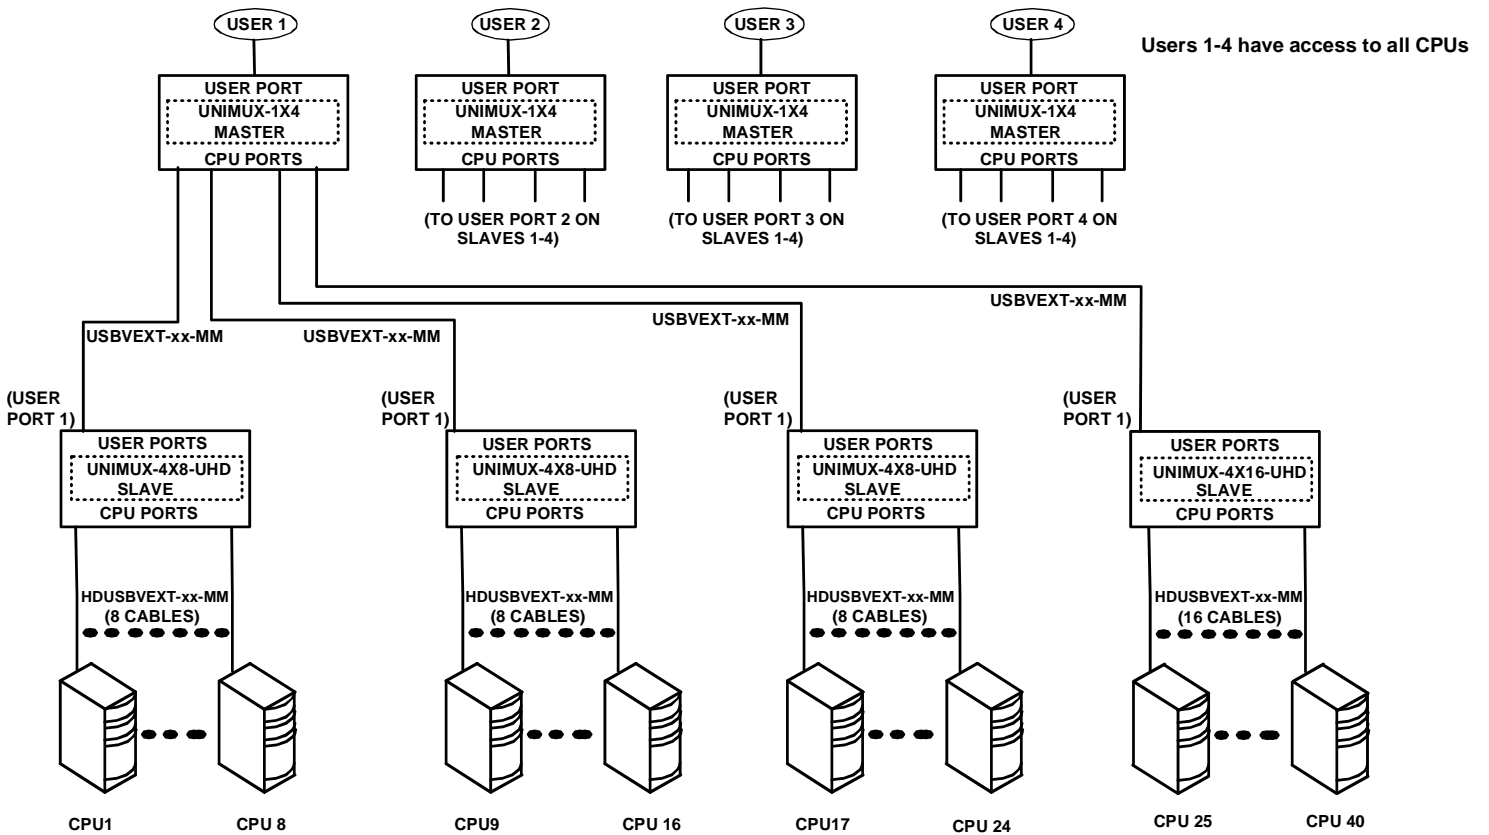 USER 1
USER 2
USER 3
USER 4
Users 1-4 have access to all CPUs
USER PORT
UNIMUX-1X4
MASTER
CPU PORTS
USER PORT
UNIMUX-1X4
MASTER
CPU PORTS
USER PORT
UNIMUX-1X4
MASTER
CPU PORTS
USER PORT
UNIMUX-1X4
MASTER
CPU PORTS
(TO USER PORT 2 ON
SLAVES 1-4)
(TO USER PORT 3 ON
SLAVES 1-4)
(TO USER PORT 4 ON
SLAVES 1-4)
USBVEXT-xx-MM
USBVEXT-xx-MM
USBVEXT-xx-MM
USBVEXT-xx-MM
(USER
PORT 1)
(USER
PORT 1)
(USER
PORT 1)
(USER
PORT 1)
USER PORTS
UNIMUX-4X8-UHD
SLAVE
CPU PORTS
USER PORTS
UNIMUX-4X8-UHD
SLAVE
CPU PORTS
USER PORTS
UNIMUX-4X8-UHD
SLAVE
CPU PORTS
USER PORTS
UNIMUX-4X16-UHD
SLAVE
CPU PORTS
HDUSBVEXT-xx-MM
(8 CABLES)
HDUSBVEXT-xx-MM
(8 CABLES)
HDUSBVEXT-xx-MM
(8 CABLES)
HDUSBVEXT-xx-MM
(16 CABLES)
CPU1
CPU 8
CPU9
CPU 16
CPU17
CPU 24
CPU 25
CPU 40